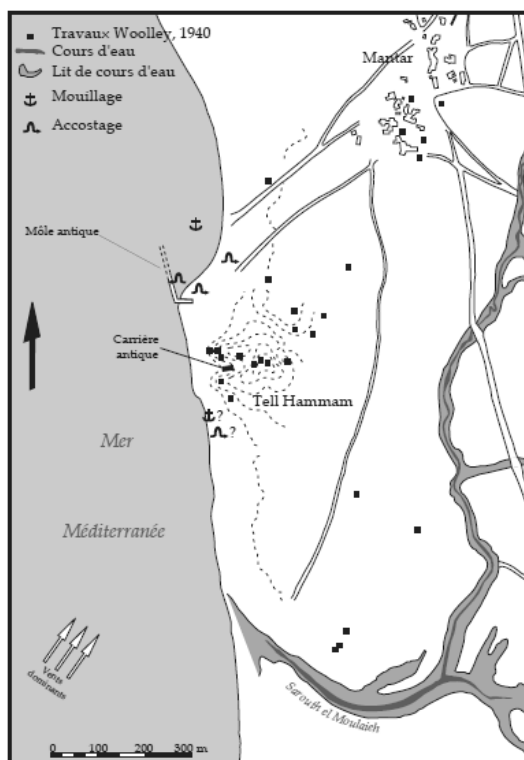 Travaux Woolley, 1940
Cours d'eau
Lit de cours d'eau
Mouillage
Accostage
Mantar
Môle antique
Carrière
antique
Tell Hammam
?
?
Mer
Méditerranée
Vents
dominants
Sarouth el Moulaieh
0 100 200 300 m